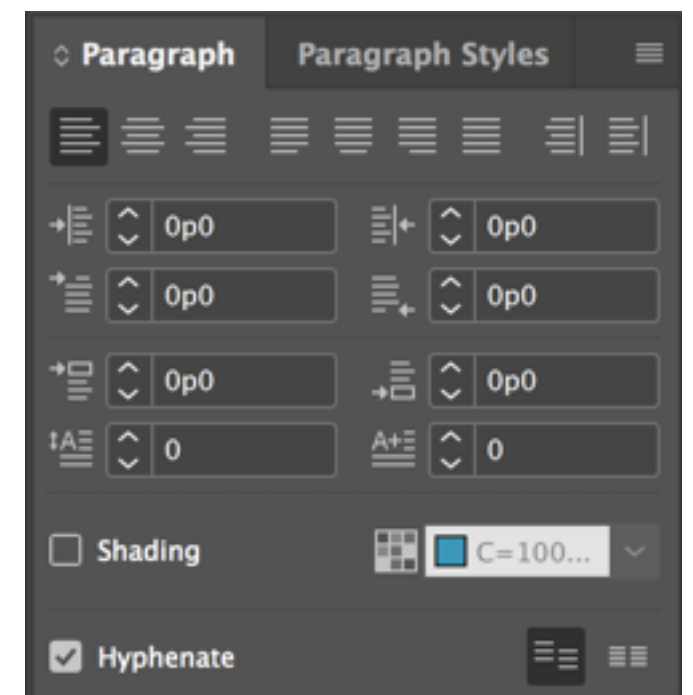 Paragraph Paragraph Styles
0p0 0p0
0p0 0p0
0p0 0p0
A 0 A+ 0
Shading C=100...
Hyphenate